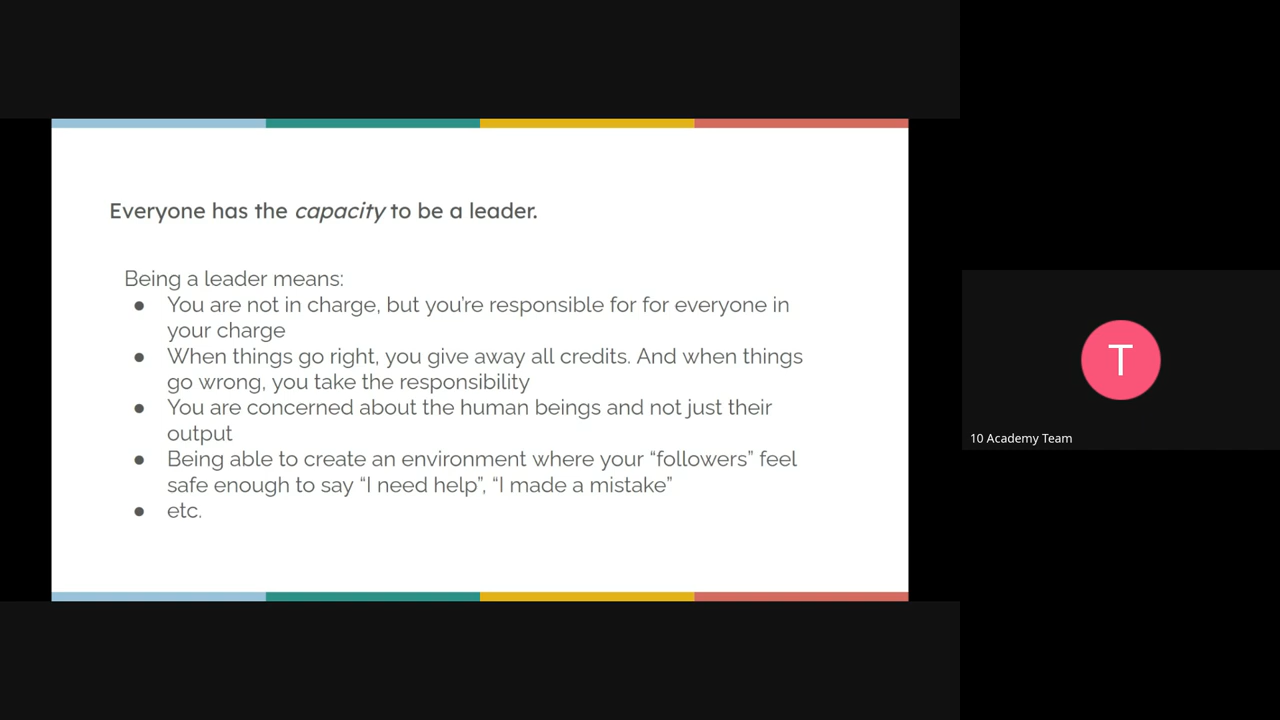 Everyone has the capacity to be a leader.
Being a leader means:
● You are not in charge, but you’re responsible for for everyone in
your charge
● When things go right, you give away all credits. And when things
go wrong, you take the responsibility
● You are concerned about the human beings and not just their
output
● Being able to create an environment where your “followers” feel
safe enough to say “I need help”, “I made a mistake”
● etc.
T
10 Academy Team